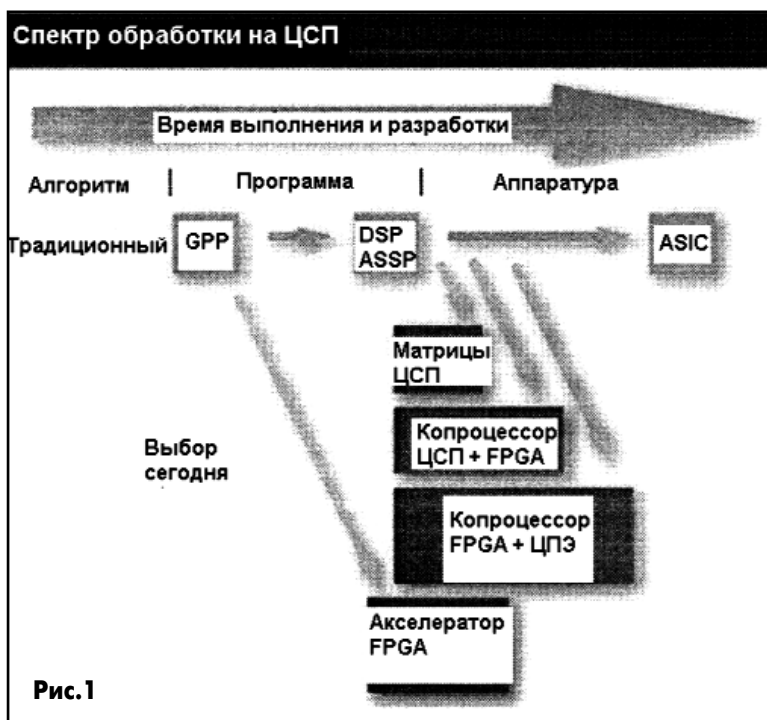 Спектр обработки на ЦСП
Время выполнения и разработки
Алгоритм | Программа | Аппаратура
Традиционный
GPP
DSP
ASSP
ASIC
Матрицы
ЦСП
Копроцессор
ЦСП + FPGA
Выбор
сегодня
Копроцессор
FPGA + ЦПЭ
Акселератор
FPGA
Рис.1